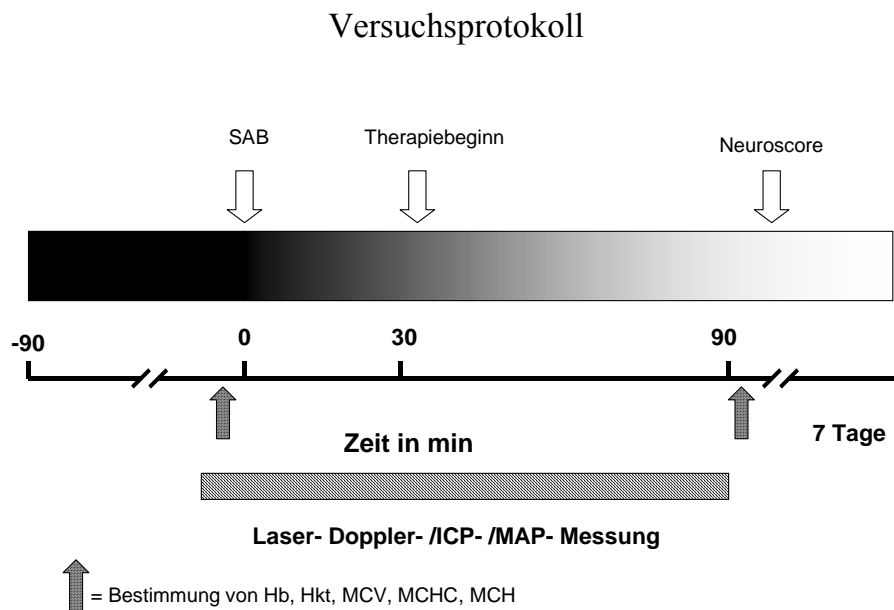 Versuchsprotokoll
SAB
Therapiebeginn
Neuroscore
-90
0
30
90
7 Tage
Zeit in min
Laser- Doppler- /ICP- /MAP- Messung
= Bestimmung von Hb, Hkt, MCV, MCHC, MCH